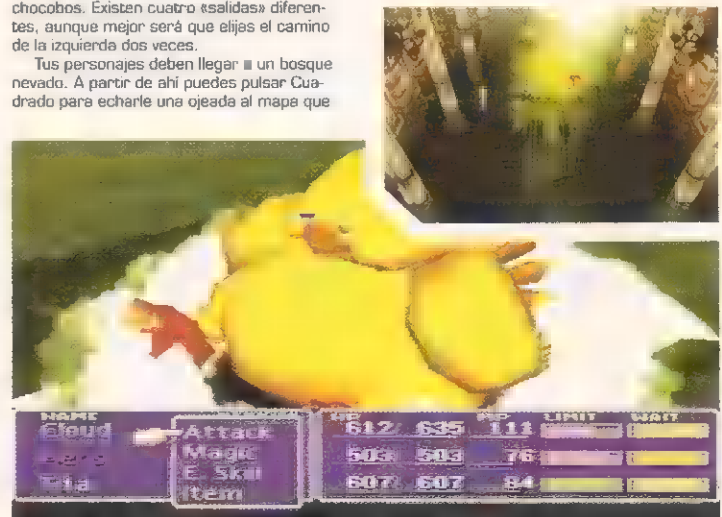 chocobos. Existen cuatro «salidas» diferen-
tes, aunque mejor será que elijas el camino
de la izquierda dos veces.
Tus personajes deben llegar a un bosque
nevado. A partir de ahí puedes pulsar Cua-
drado para echarle una ojeada al mapa que
NAME HP MP LIMIT WAIT
Cloud Attack 612/ 635 111
Magic 503/ 503 76
E.Skill 607/ 607 84
Item